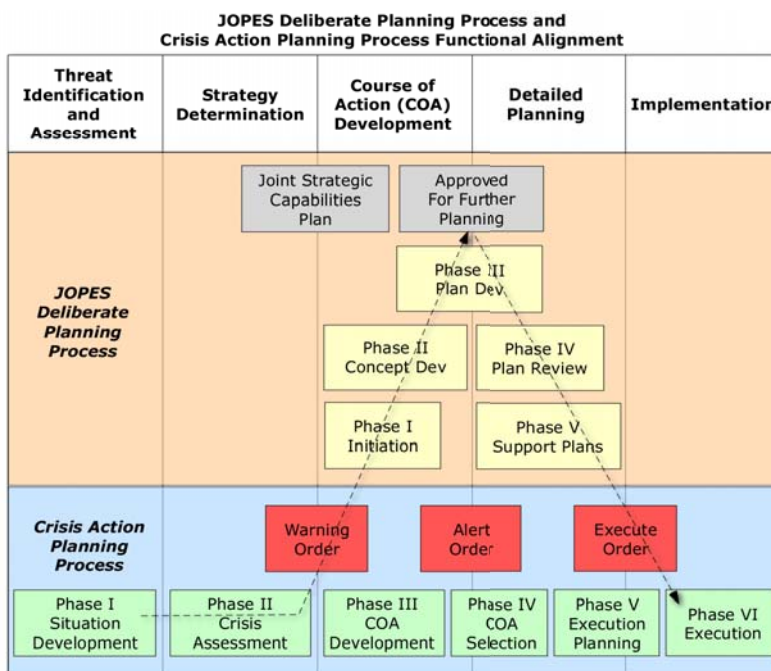 JOPES Deliberate Planning Process and
Crisis Action Planning Process Functional Alignment
Threat
Identification
and
Assessment
Strategy
Determination
Course of
Action (COA)
Development
Detailed
Planning
Implementation
JOPES
Deliberate
Planning
Process
Joint Strategic
Capabilities
Plan
Approved
For Further
Planning
Phase III
Plan Dev
Phase II
Concept Dev
Phase IV
Plan Review
Phase I
Initiation
Phase V
Support Plans
Crisis Action
Planning
Process
Warning
Order
Alert
Order
Execute
Order
Phase I
Situation
Development
Phase II
Crisis
Assessment
Phase III
COA
Development
Phase IV
COA
Selection
Phase V
Execution
Planning
Phase VI
Execution